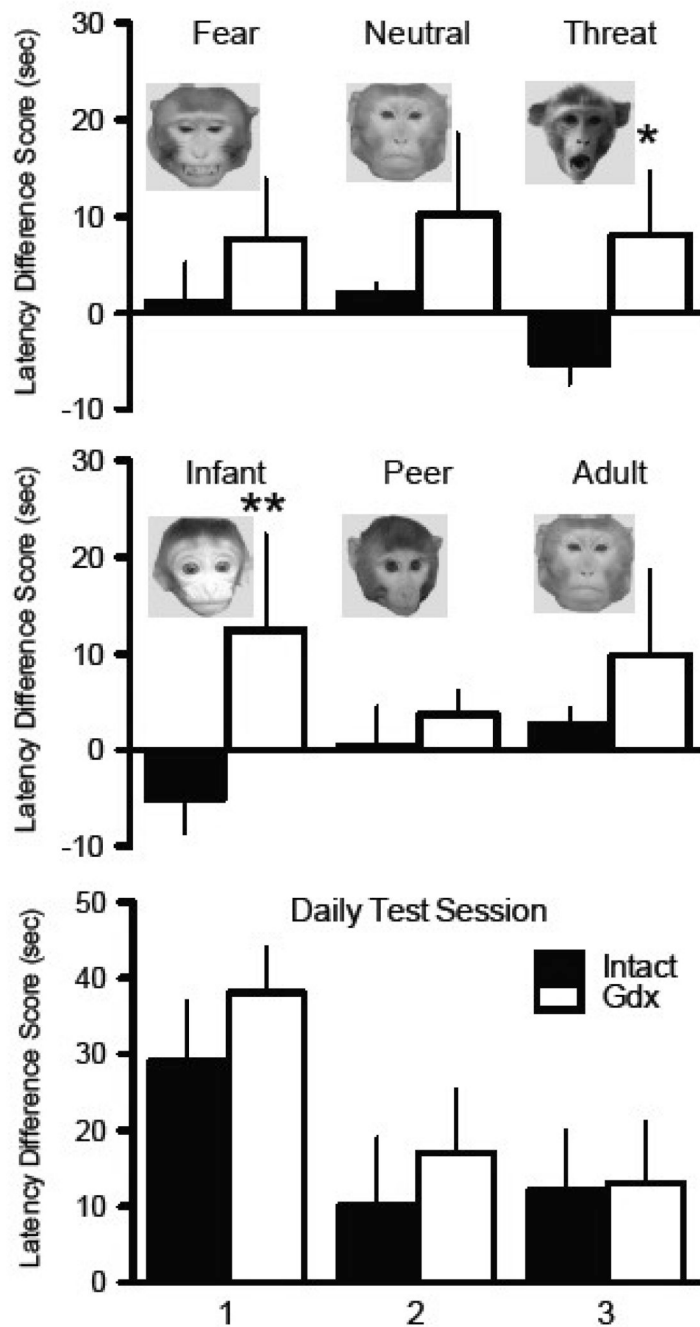 Latency Difference Score (sec)
30
20
10
0
-10
Fear Neutral Threat
*
Latency Difference Score (sec)
30
20
10
0
-10
Infant Peer Adult
**
Latency Difference Score (sec)
50
40
30
20
10
0
Daily Test Session
Intact
Gdx
1 2 3